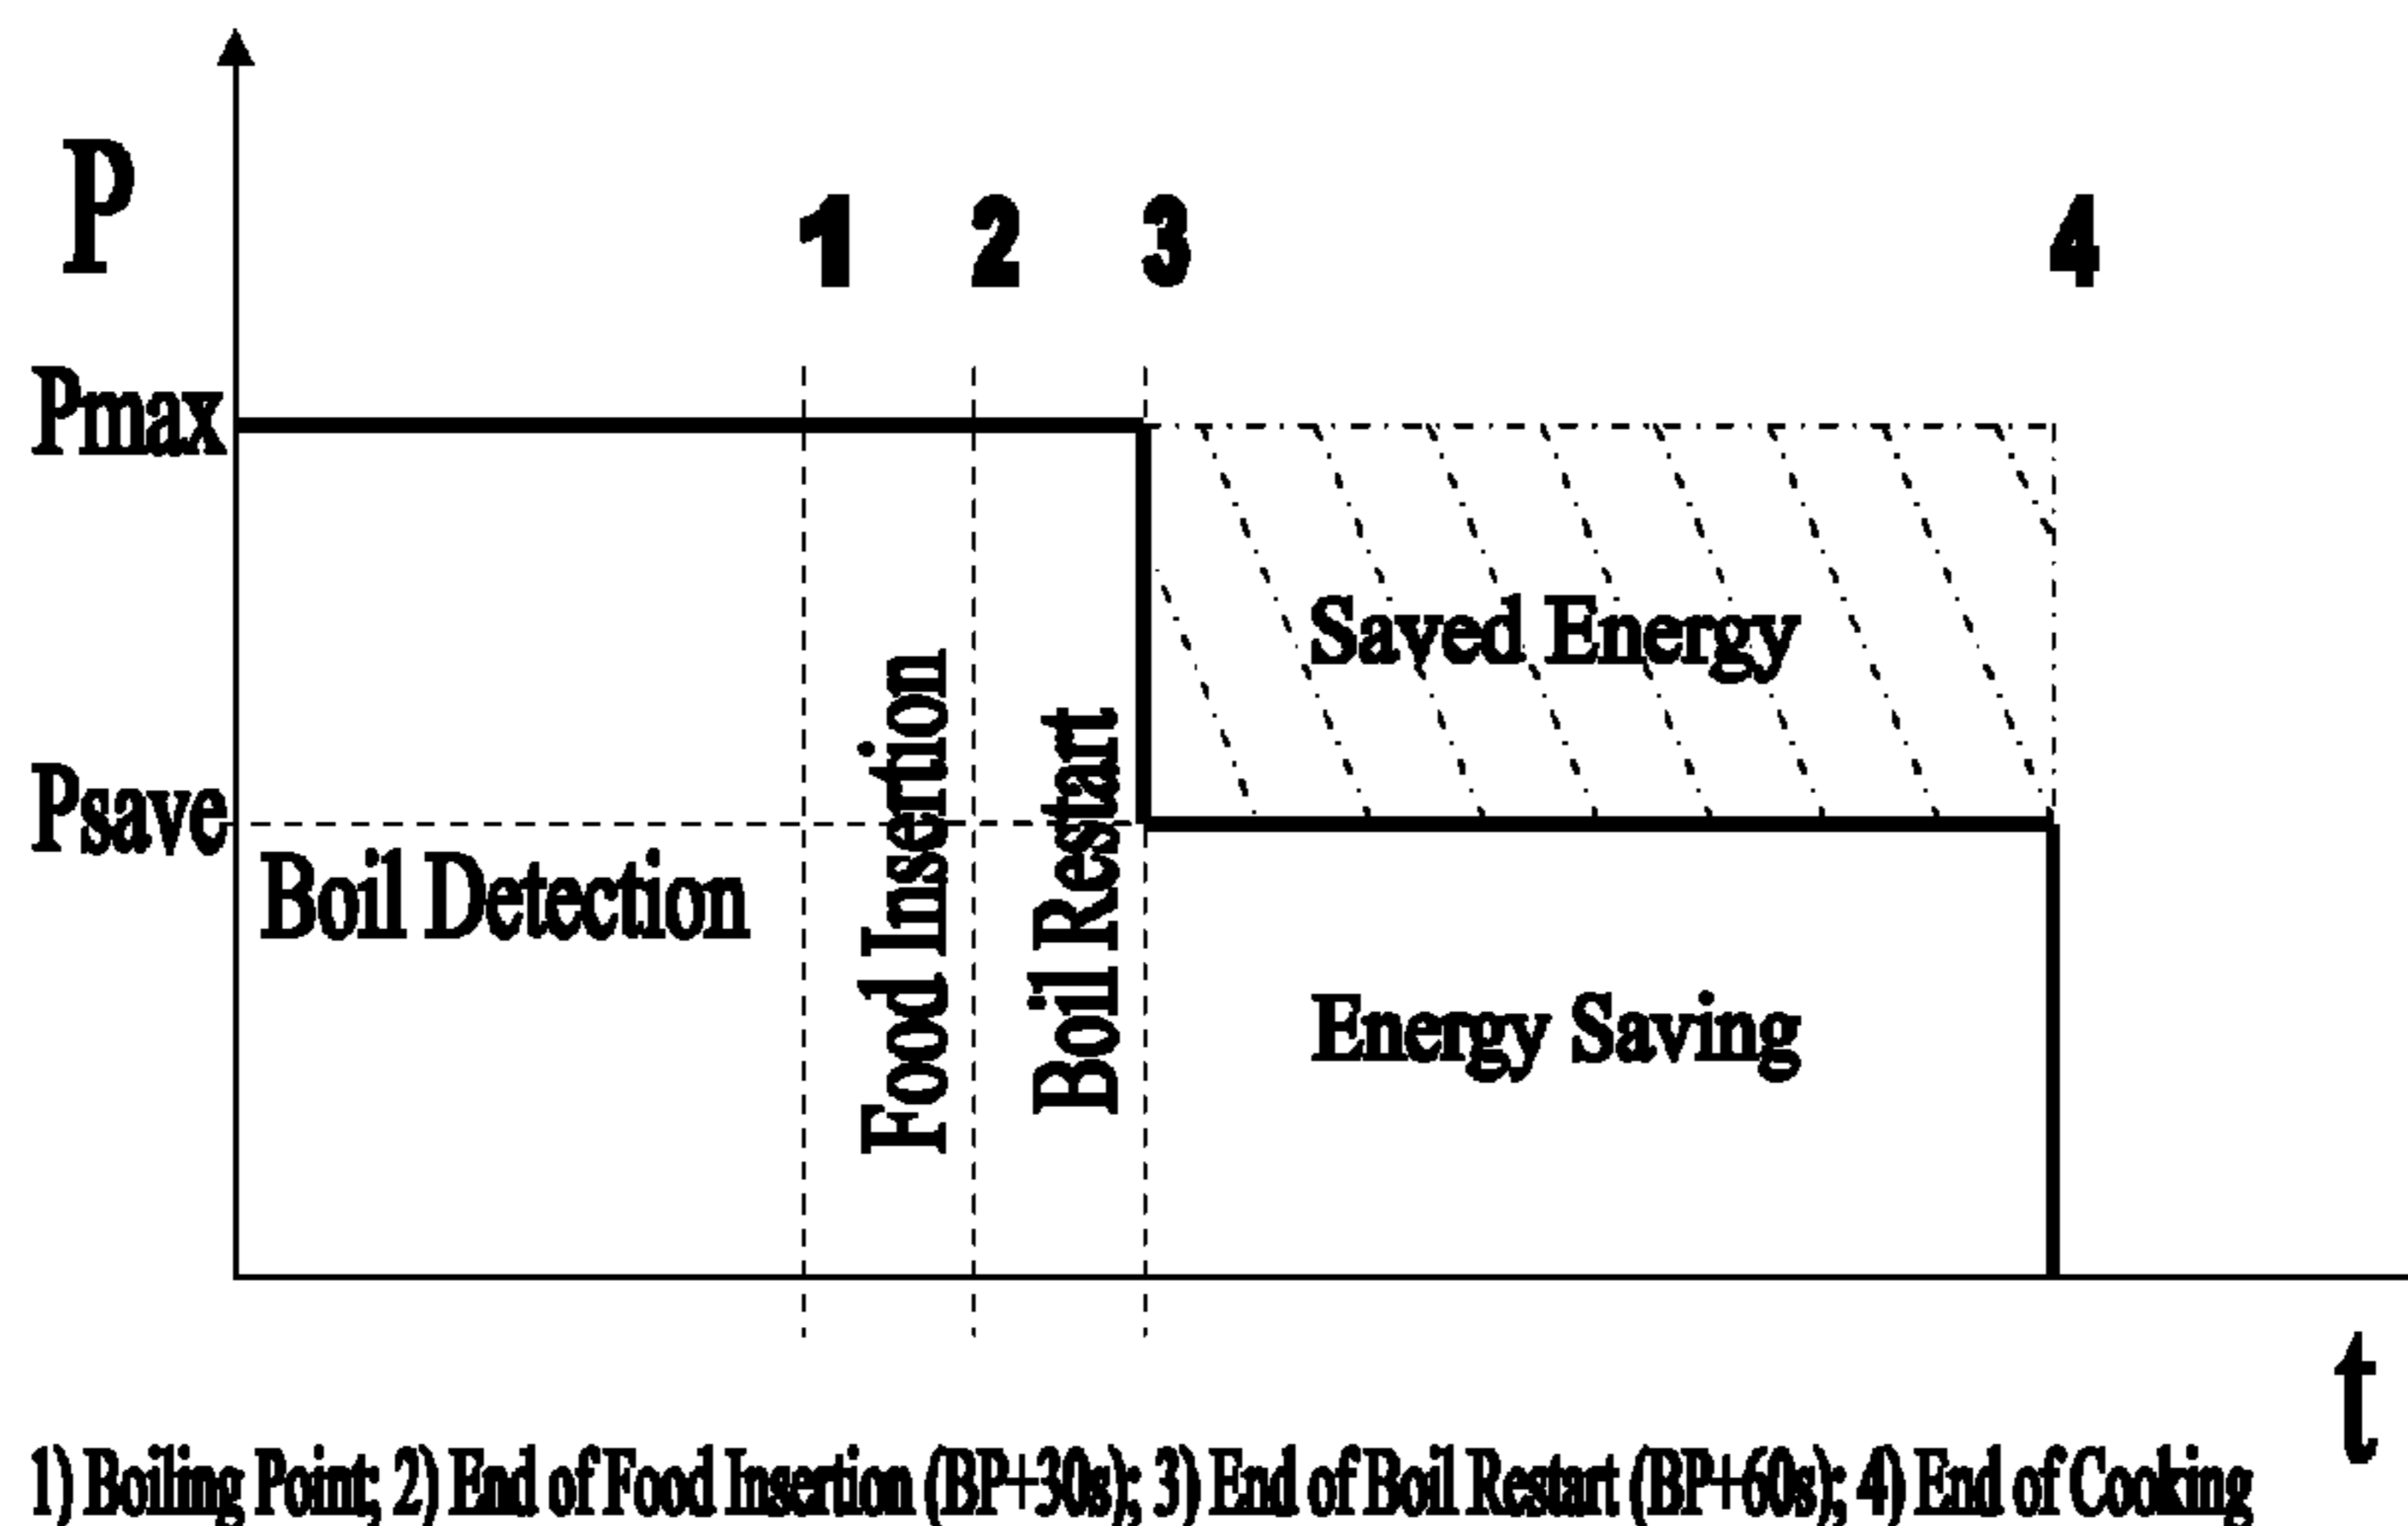 P
1 2 3 4
Pmax
Saved Energy
Psave
Boil Detection
Food Insertion
Boil Restart
Energy Saving
t
1) Boiling Point; 2) End of Food Insertion (BP+30s); 3) End of Boil Restart (BP+60s); 4) End of Cooking